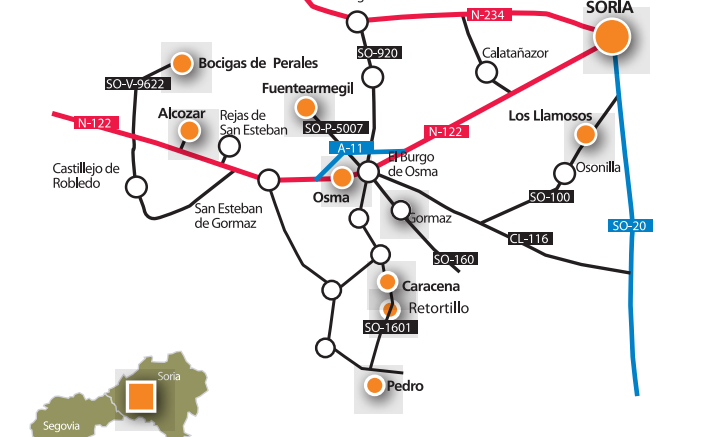 SORIA
N-234
SO-920
Calatañazor
Bocigas de Perales
SO-V-9622
Fuentearmegil
Alcozar
Rejas de
San Esteban
N-122
SO-P-5007
N-122
Los Llamosos
A-11
El Burgo
de Osma
Castillejo de
Robledo
Osonilla
Osma
SO-100
San Esteban
de Gormaz
Gormaz
SO-20
CL-116
SO-160
Caracena
Retortillo
SO-1601
Pedro
Soria
Segovia